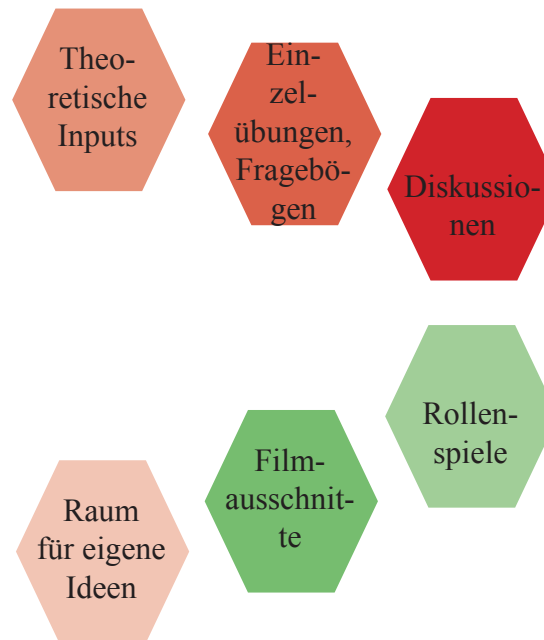 Theo-
retische
Inputs
Ein-
zel-
übungen,
Fragebö-
gen
Diskussio-
nen
Rollen-
spiele
Film-
ausschnit-
te
Raum
für eigene
Ideen